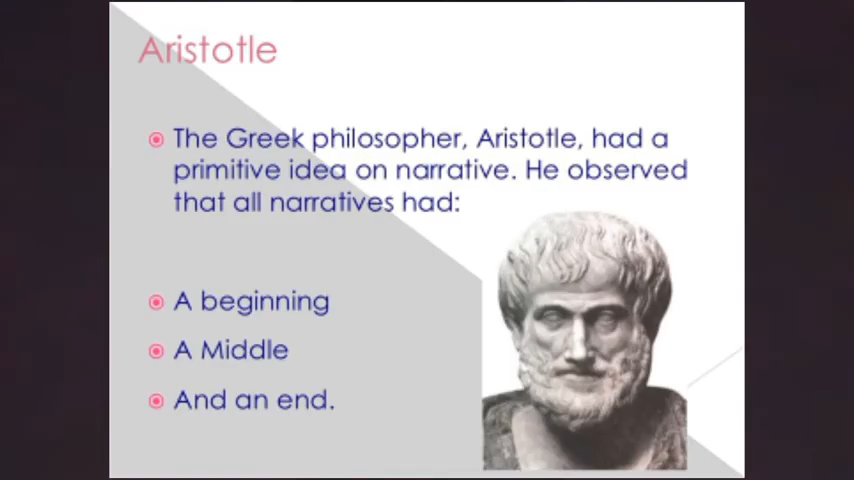 Aristotle
The Greek philosopher, Aristotle, had a
primitive idea on narrative. He observed
that all narratives had:
A beginning
A Middle
And an end.